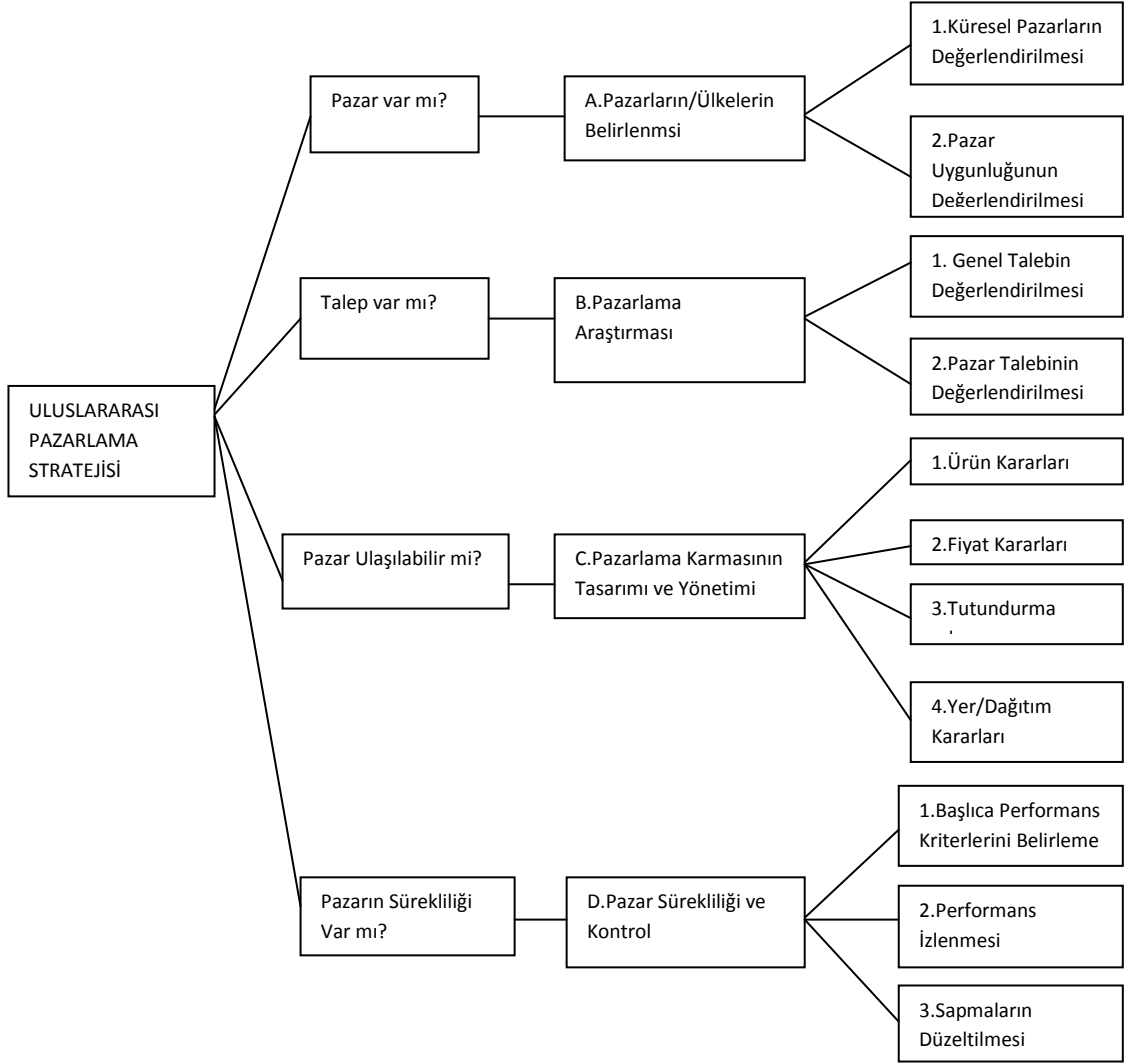 1.Küresel Pazarların
Değerlendirilmesi
Pazar var mı?
A.Pazarların/Ülkelerin
Belirlenmsi
2.Pazar
Uygunluğunun
Değerlendirilmesi
1. Genel Talebin
Değerlendirilmesi
Talep var mı?
B.Pazarlama
Araştırması
2.Pazar Talebinin
Değerlendirilmesi
ULUSLARARASI
PAZARLAMA
STRATEJİSİ
1.Ürün Kararları
Pazar Ulaşılabilir mi?
C.Pazarlama Karmasının
Tasarımı ve Yönetimi
2.Fiyat Kararları
3.Tutundurma
4.Yer/Dağıtım
Kararları
1.Başlıca Performans
Kriterlerini Belirleme
Pazarın Sürekliliği
Var mı?
D.Pazar Sürekliliği ve
Kontrol
2.Performans
İzlenmesi
3.Sapmaların
Düzeltilmesi